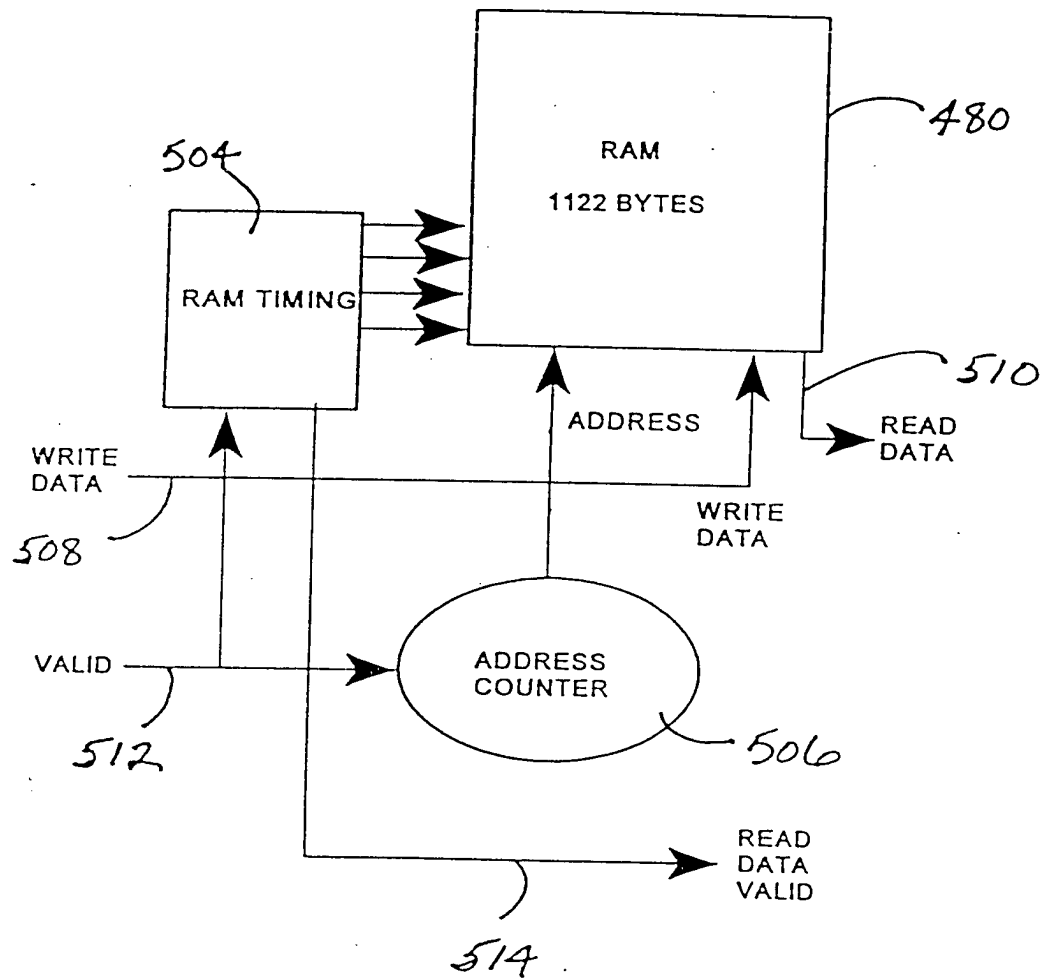 480
504
RAM
1122 BYTES
RAM TIMING
510
ADDRESS
READ
DATA
WRITE
DATA
508
WRITE
DATA
VALID
512
ADDRESS
COUNTER
506
READ
DATA
VALID
514